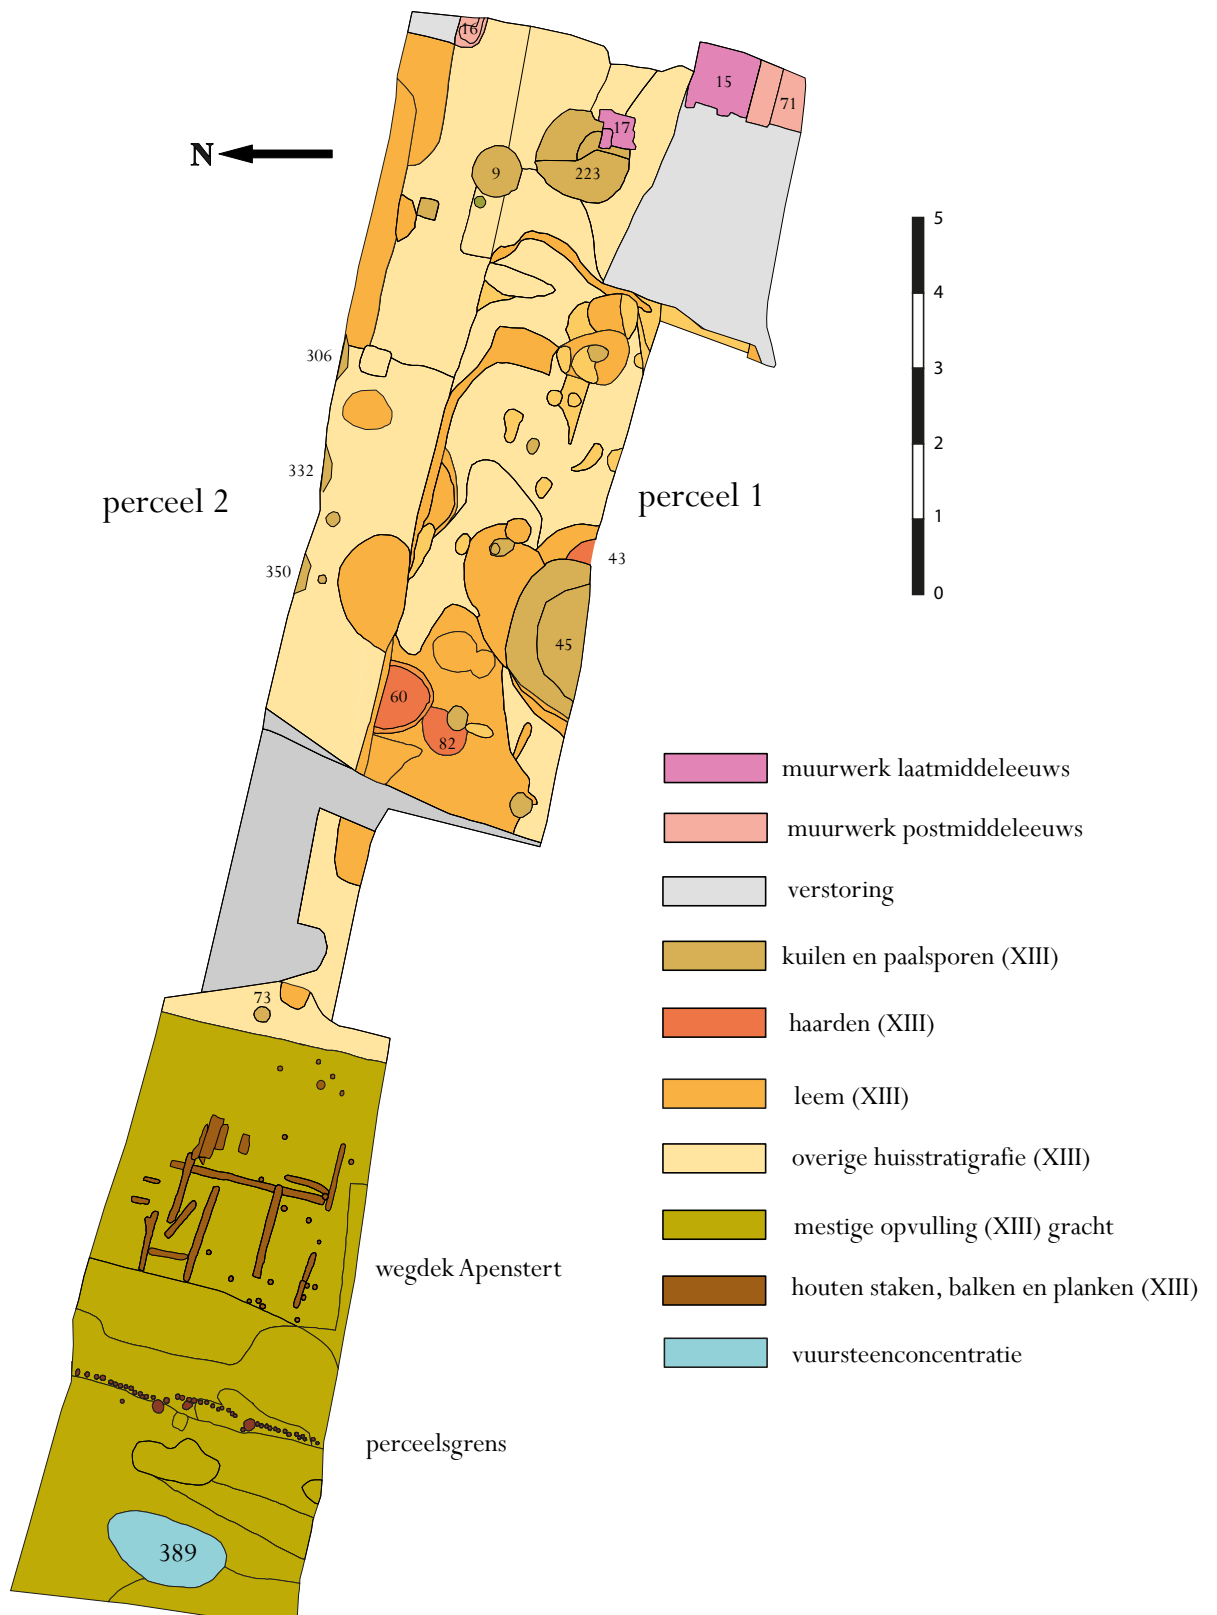 16
15
71
17
N
9
223
5
4
306
3
2
332
perceel 2
perceel 1
1
43
350
0
45
60
82
muurwerk laatmiddeleeuws
muurwerk postmiddeleeuws
verstoring
kuilen en paalsporen (XIII)
73
haarden (XIII)
leem (XIII)
overige huisstratigrafie (XIII)
mestige opvulling (XIII) gracht
wegdek Apenstert
houten staken, balken en planken (XIII)
vuursteenconcentratie
perceelsgrens
389